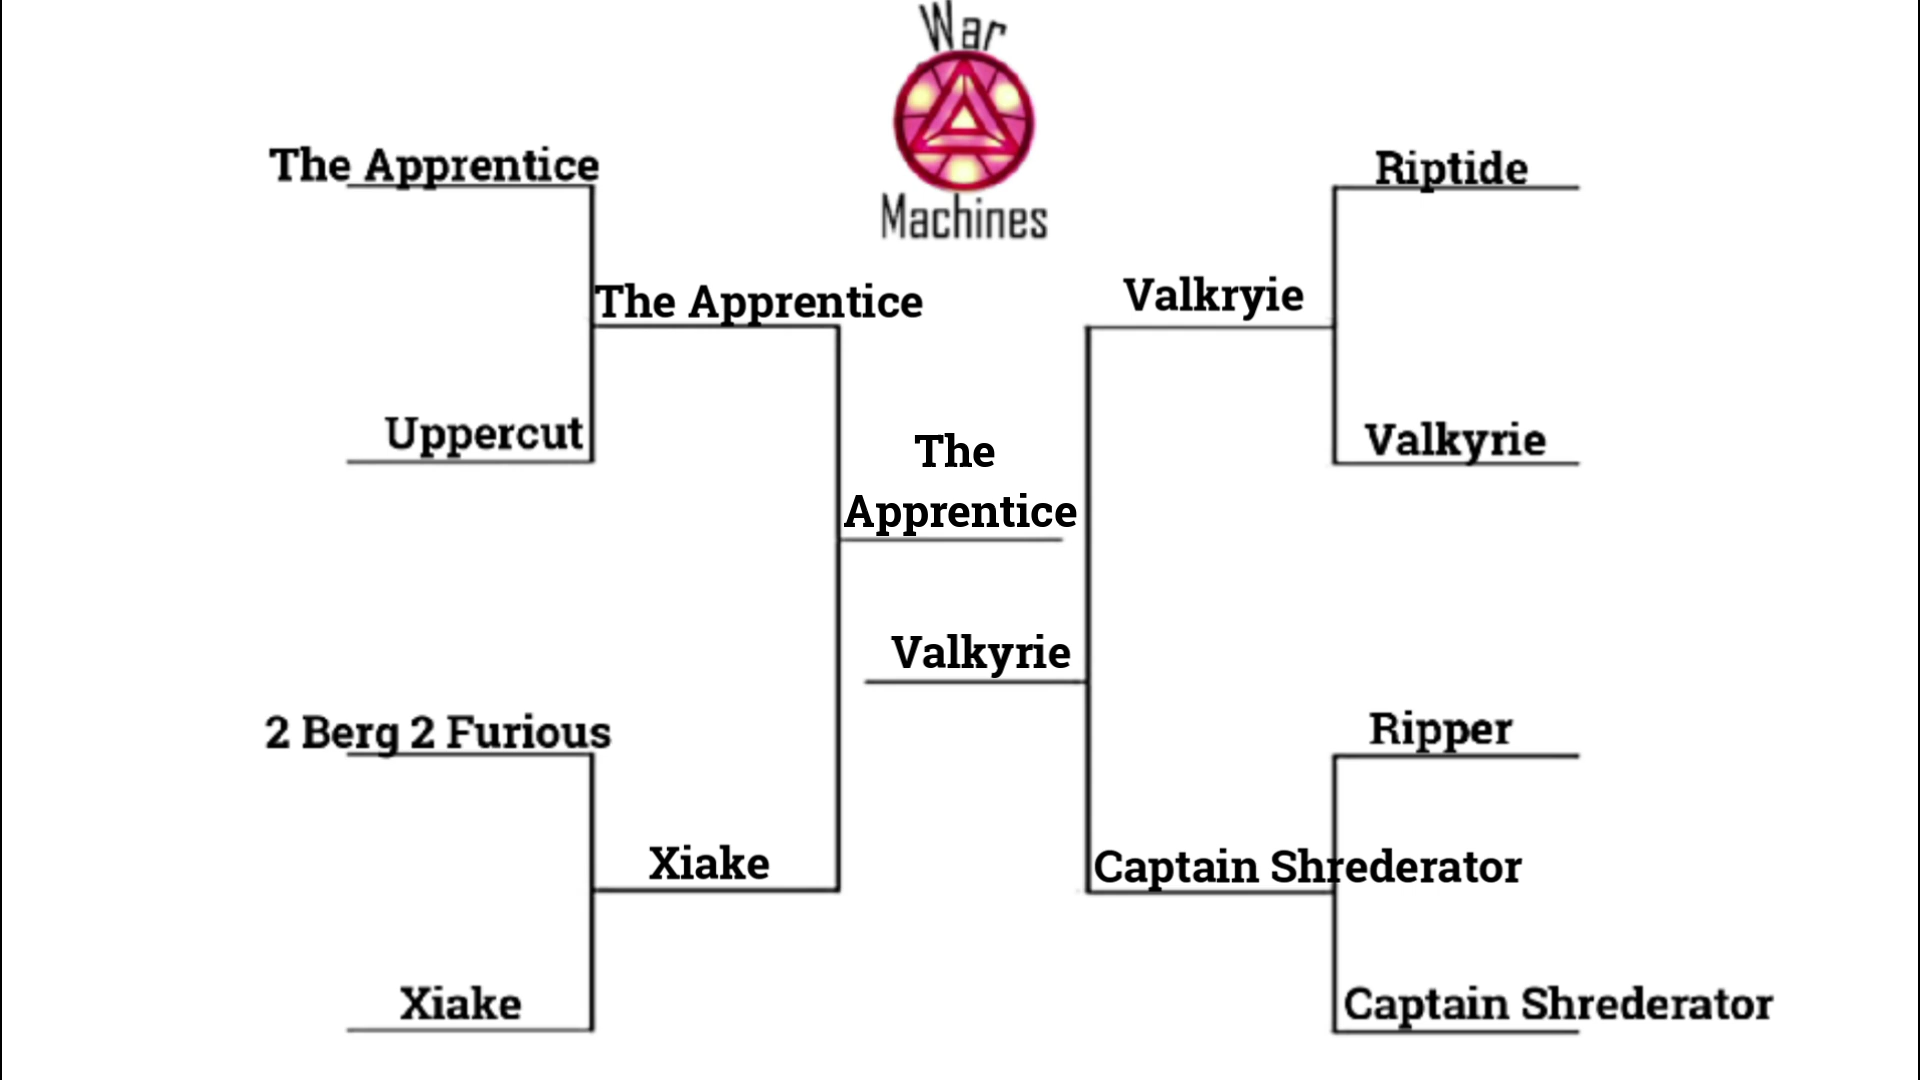 War
Machines
The Apprentice
Riptide
The Apprentice
Valkryie
Uppercut
Valkyrie
The
Apprentice
Valkyrie
2 Berg 2 Furious
Ripper
Xiake
Captain Shrederator
Xiake
Captain Shrederator